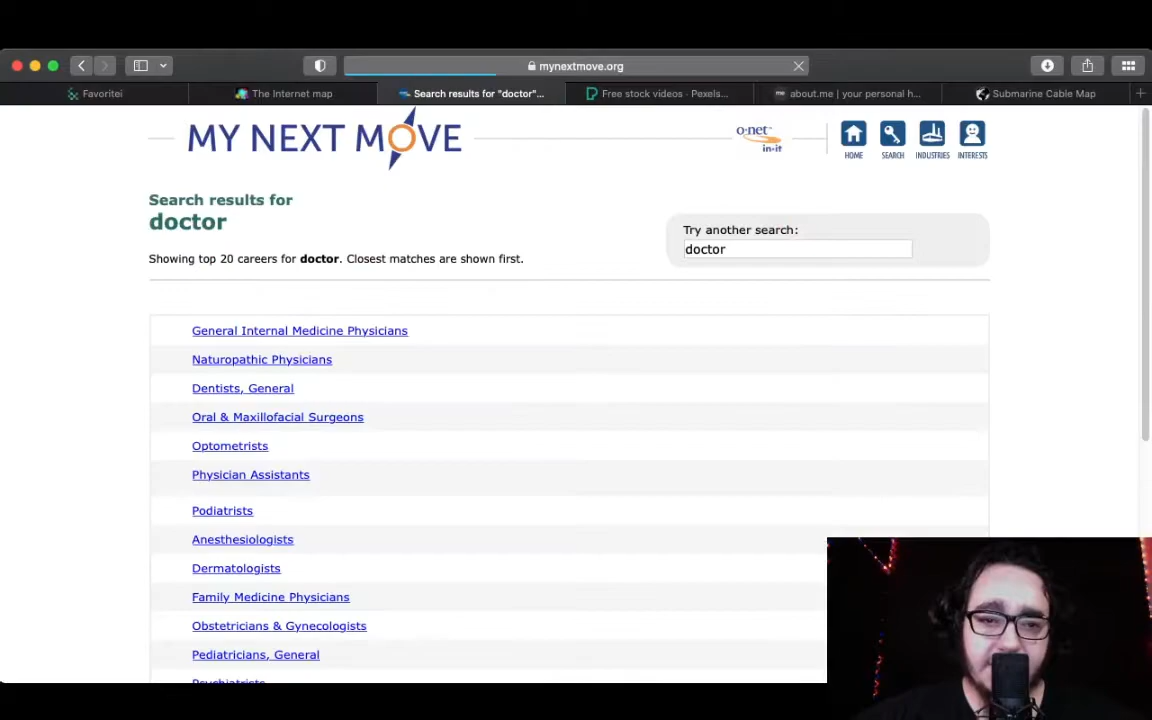 mynextmove.org
Favoritei
The Internet map
Search results for "doctor"...
Free stock videos · Pexels...
about.me | your personal h...
Submarine Cable Map
MY NEXT MOVE
o·net
in·it
HOME
SEARCH
INDUSTRIES
INTERESTS
Search results for
doctor
Try another search:
doctor
Showing top 20 careers for doctor. Closest matches are shown first.
General Internal Medicine Physicians
Naturopathic Physicians
Dentists, General
Oral & Maxillofacial Surgeons
Optometrists
Physician Assistants
Podiatrists
Anesthesiologists
Dermatologists
Family Medicine Physicians
Obstetricians & Gynecologists
Pediatricians, General
Psychiatrists